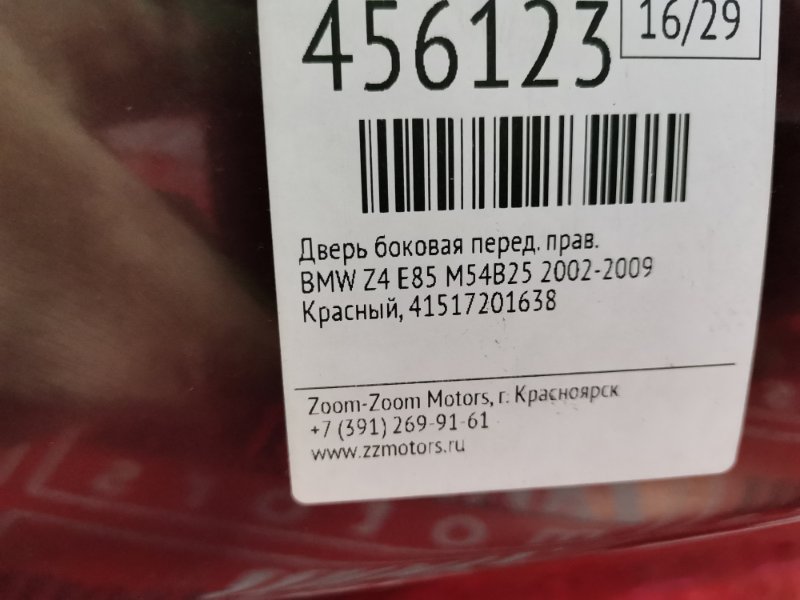 456123
16/29
Дверь боковая перед. прав.
BMW Z4 E85 M54B25 2002-2009
Красный, 41517201638
Zoom-Zoom Motors, г. Красноярск
+7 (391) 269-91-61
www.zzmotors.ru